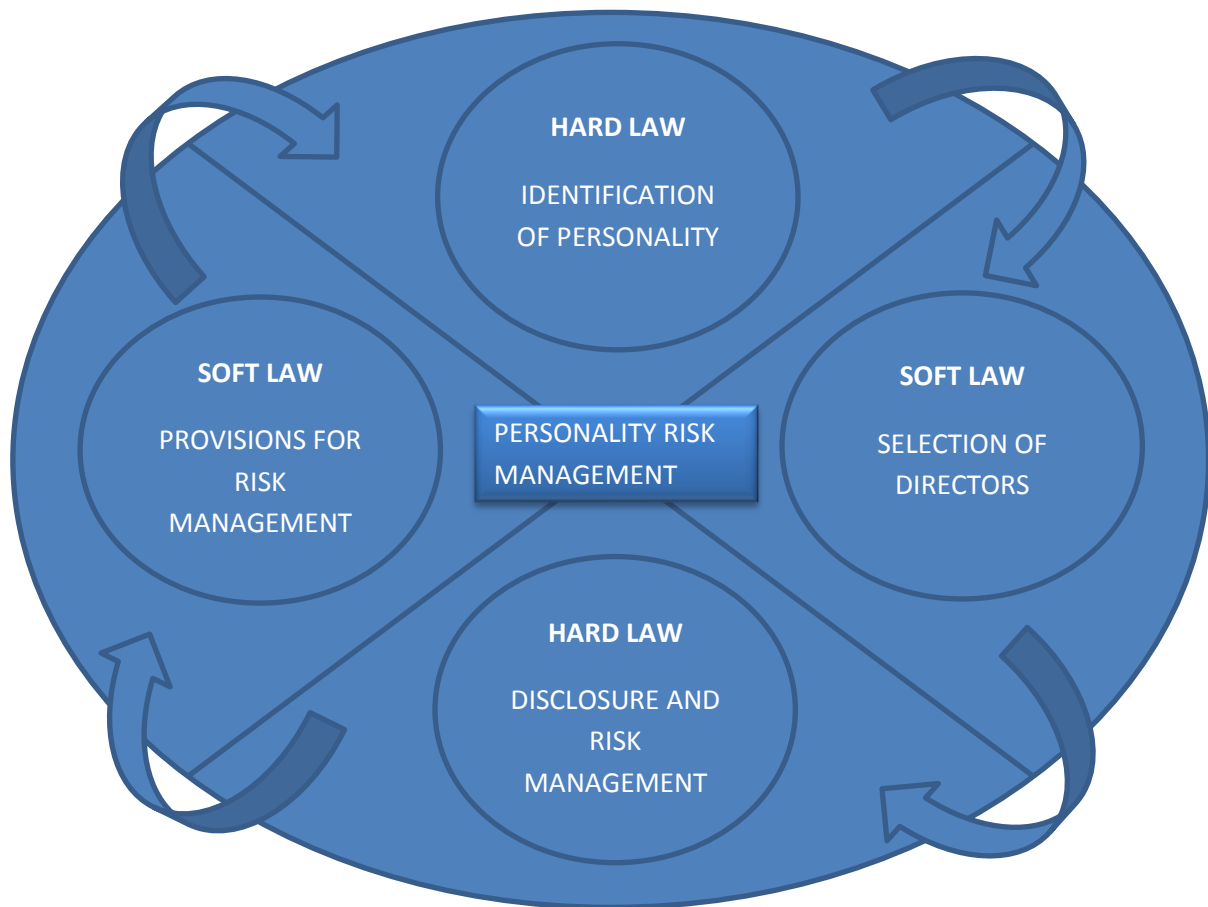 HARD LAW
IDENTIFICATION
OF PERSONALITY
SOFT LAW
PROVISIONS FOR
RISK
MANAGEMENT
PERSONALITY RISK
MANAGEMENT
SOFT LAW
SELECTION OF
DIRECTORS
HARD LAW
DISCLOSURE AND
RISK
MANAGEMENT